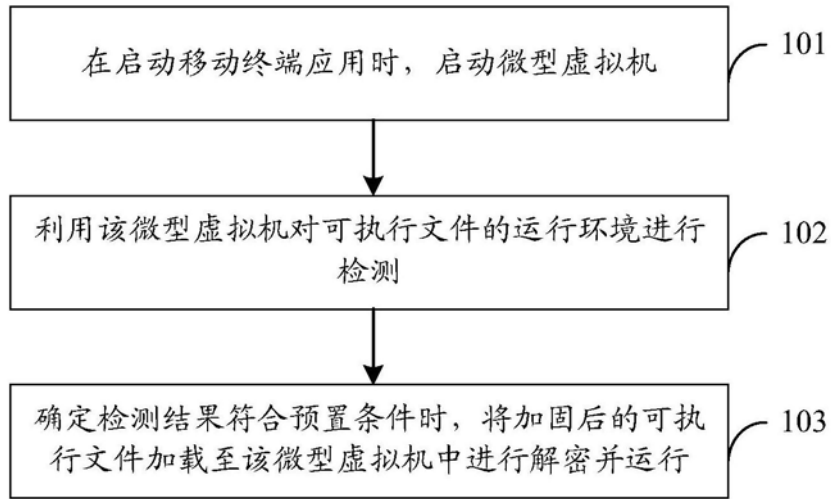 在启动移动终端应用时，启动微型虚拟机
101
利用该微型虚拟机对可执行文件的运行环境进行
检测
102
确定检测结果符合预置条件时，将加固后的可执
行文件加载至该微型虚拟机中进行解密并运行
103